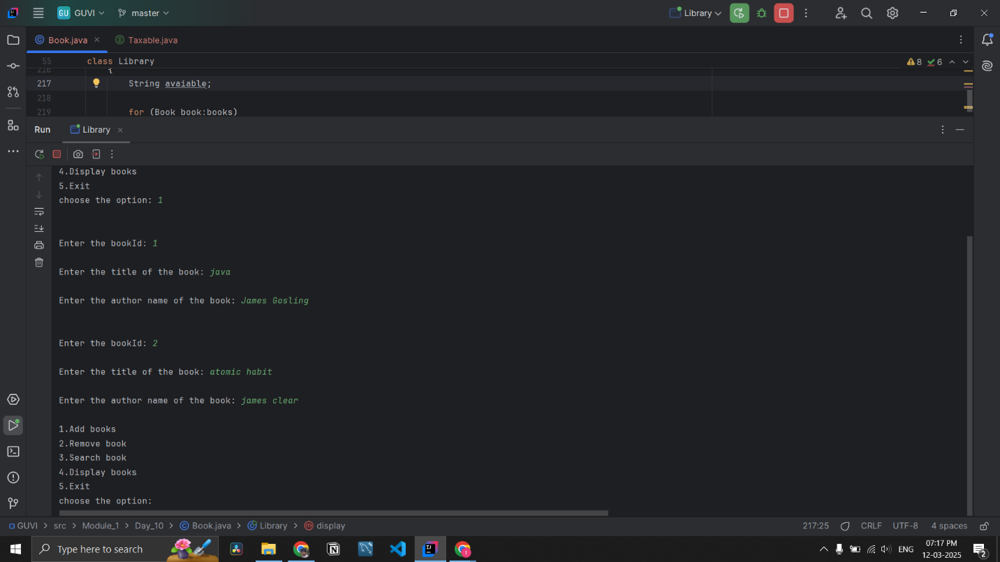 GU GUVI master Library
Book.java Taxable.java
55 class Library 8 6
216 {
217 String avaiable;
218
219 for (Book book:books)
Run Library
4.Display books
5.Exit
choose the option: 1
Enter the bookId: 1
Enter the title of the book: java
Enter the author name of the book: James Gosling
Enter the bookId: 2
Enter the title of the book: atomic habit
Enter the author name of the book: james clear
1.Add books
2.Remove book
3.Search book
4.Display books
5.Exit
choose the option:
GUVI > src > Module_1 > Day_10 > Book.java > Library > display 217:25 CRLF UTF-8 4 spaces
Type here to search ENG 07:17 PM
12-03-2025 2